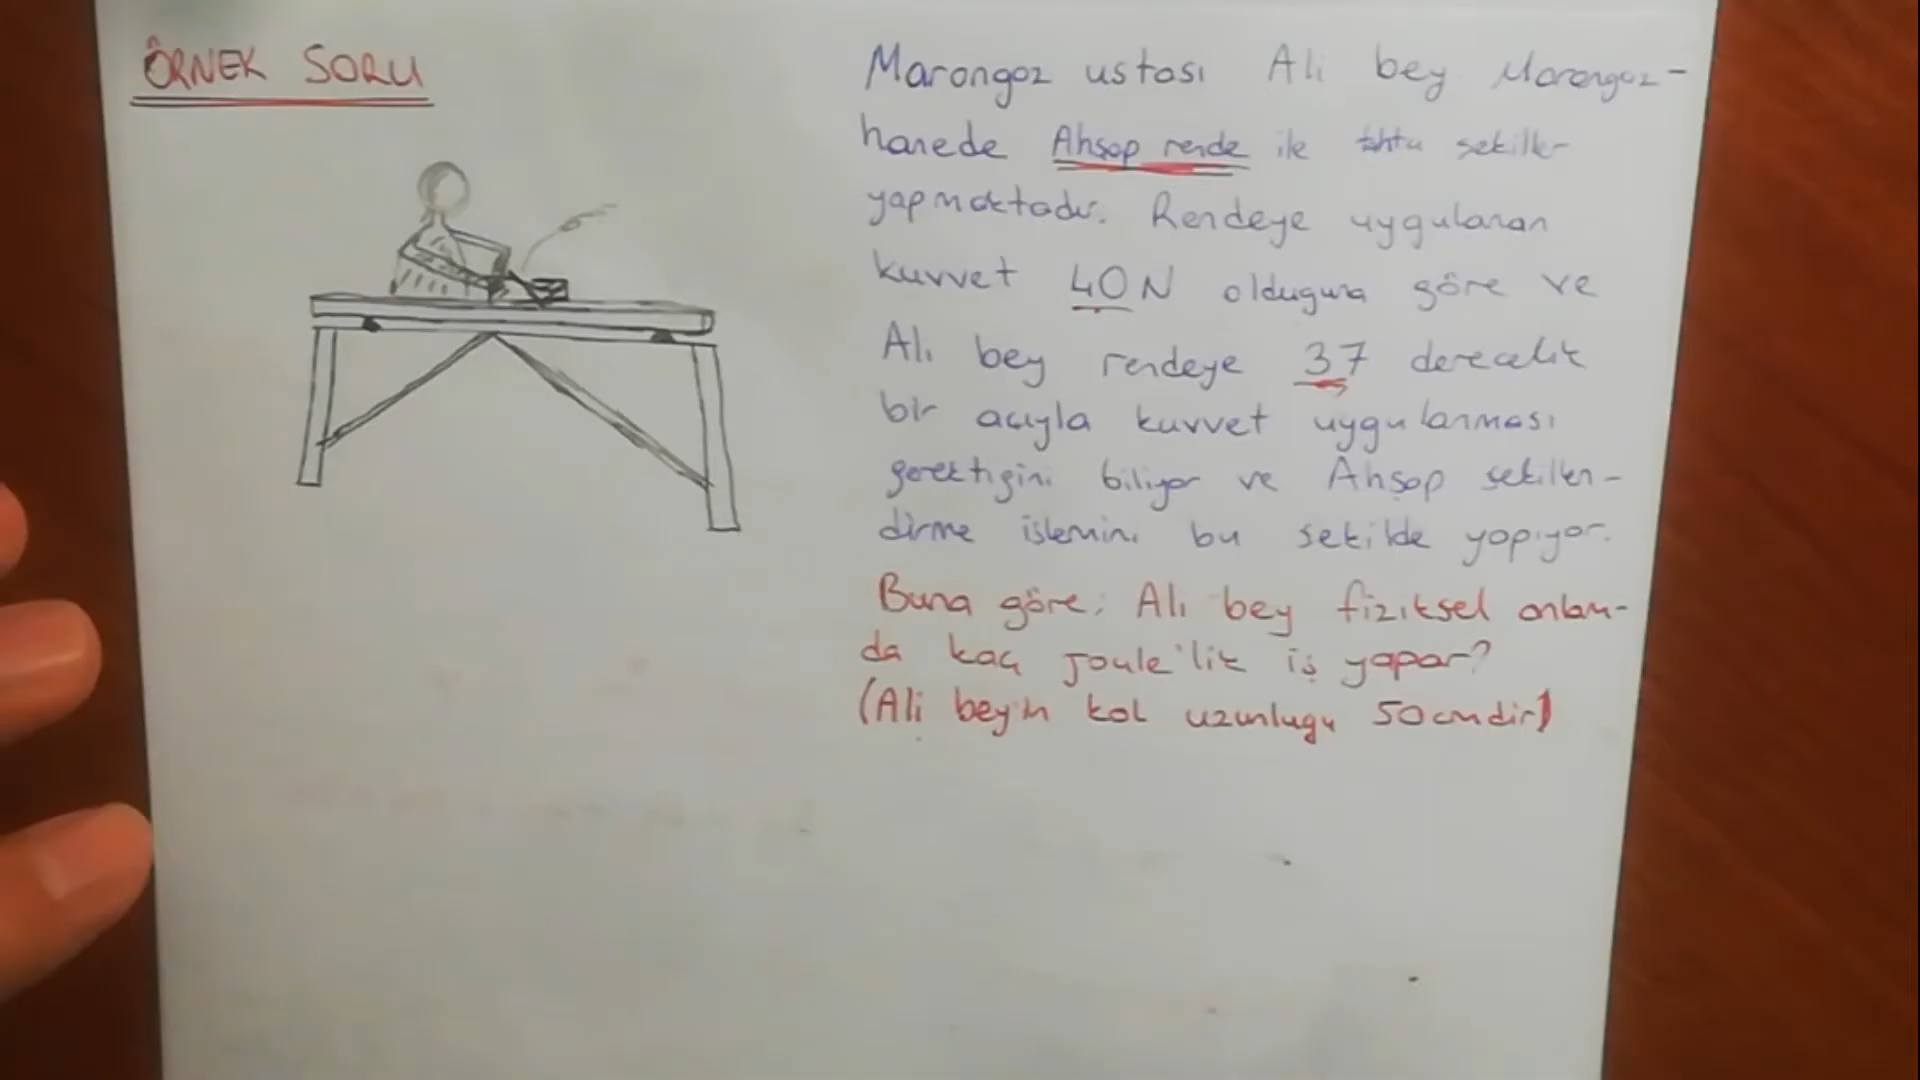 ÖRNEK SORU
Marangoz ustası Ali bey Marangoz-
hanede Ahşap rende ile tahta şekiller
yapmaktadır. Rendeye uygulanan
kuvvet 40N olduguna göre ve
Ali bey rendeye 37 derecelik
bir açıyla kuvvet uygulanması
gerektiğini biliyor ve Ahşap şekillen-
dirme işlemini bu şekilde yapıyor.
Buna göre; Ali bey fiziksel anlam-
da kaç joule'lik iş yapar?
(Ali bey'in kol uzunlugu 50cmdir)